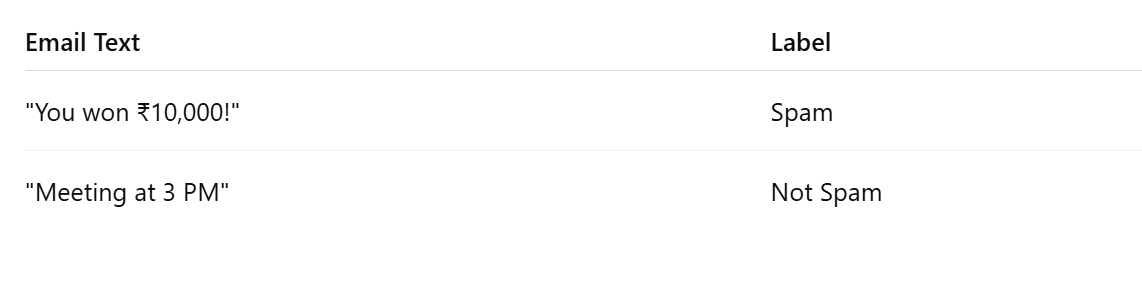 Email Text Label
"You won ₹10,000!" Spam
"Meeting at 3 PM" Not Spam